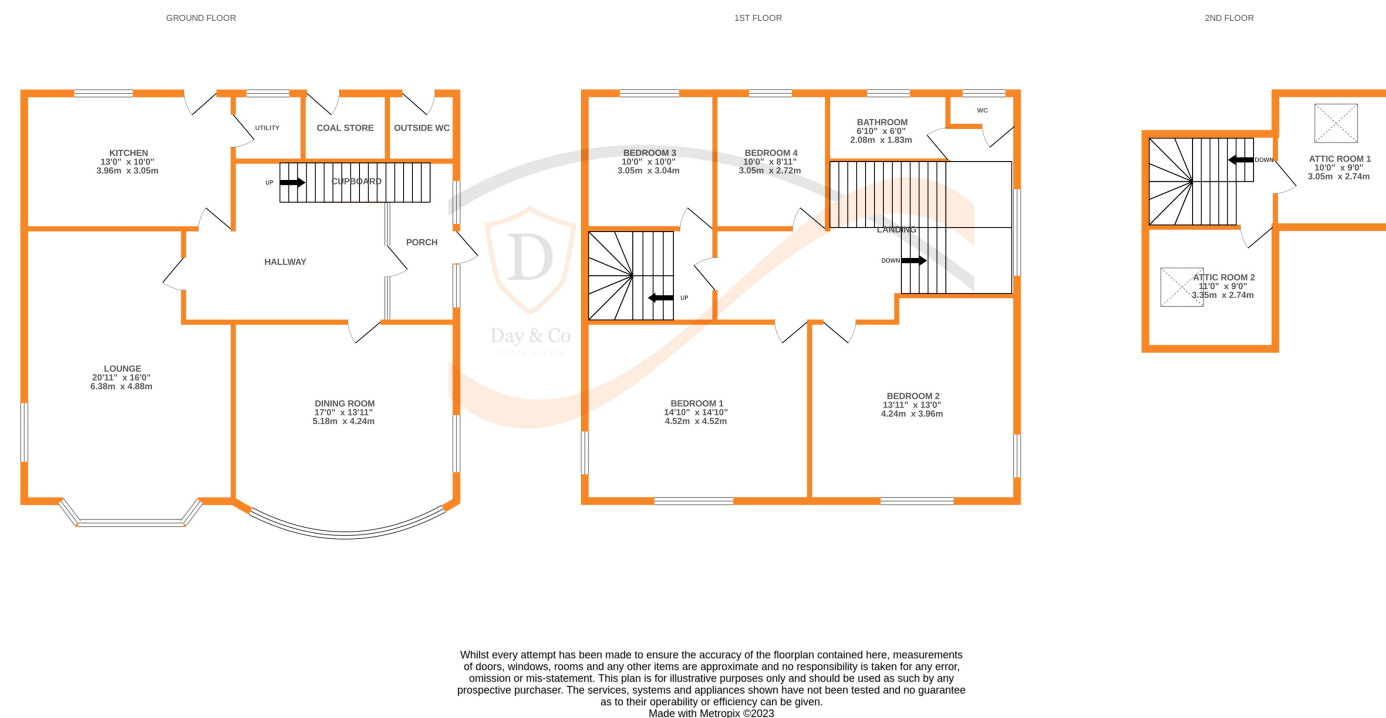 GROUND FLOOR
1ST FLOOR
2ND FLOOR
KITCHEN
13'0" x 10'0"
3.96m x 3.05m
UTILITY
COAL STORE
OUTSIDE WC
UP
CUPBOARD
PORCH
HALLWAY
LOUNGE
20'11" x 16'0"
6.38m x 4.88m
DINING ROOM
17'0" x 13'11"
5.18m x 4.24m
D
Day & Co
ESTATE AGENTS
BEDROOM 3
10'0" x 10'0"
3.05m x 3.04m
BEDROOM 4
10'0" x 8'11"
3.05m x 2.72m
BATHROOM
6'10" x 6'0"
2.08m x 1.83m
WC
LANDING
DOWN
UP
BEDROOM 1
14'10" x 14'10"
4.52m x 4.52m
BEDROOM 2
13'11" x 13'0"
4.24m x 3.96m
DOWN
ATTIC ROOM 1
10'0" x 9'0"
3.05m x 2.74m
ATTIC ROOM 2
11'0" x 9'0"
3.35m x 2.74m
Whilst every attempt has been made to ensure the accuracy of the floorplan contained here, measurements
of doors, windows, rooms and any other items are approximate and no responsibility is taken for any error,
omission or mis-statement. This plan is for illustrative purposes only and should be used as such by any
prospective purchaser. The services, systems and appliances shown have not been tested and no guarantee
as to their operability or efficiency can be given.
Made with Metropix ©2023